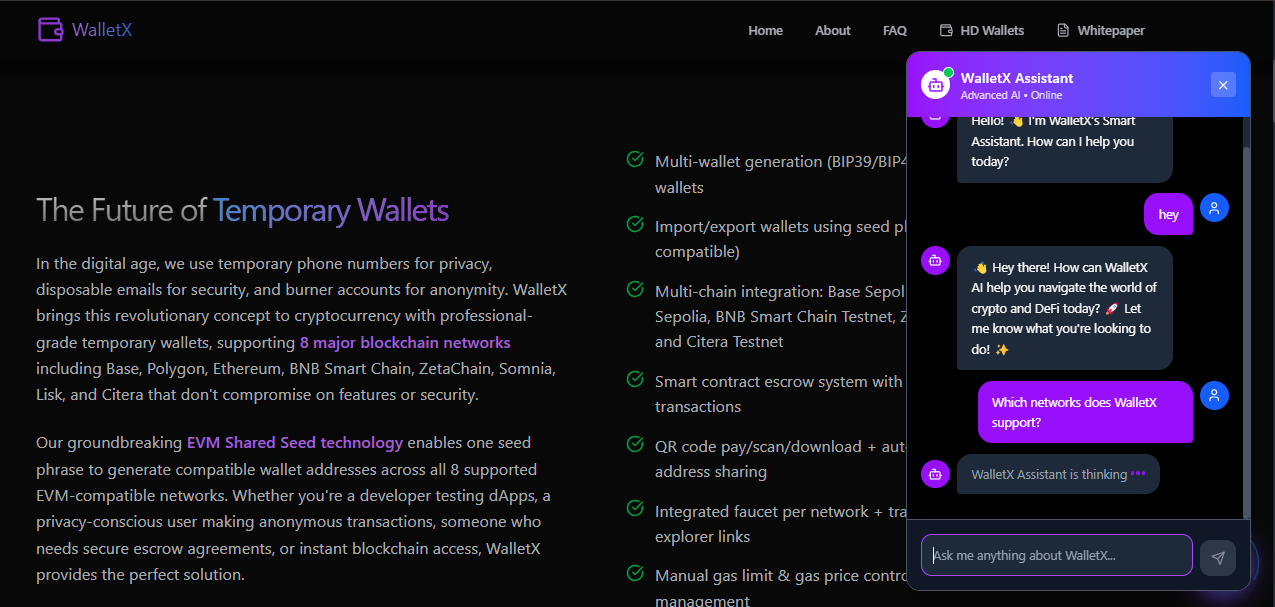 WalletX
Home
About
FAQ
HD Wallets
Whitepaper
The Future of Temporary Wallets
In the digital age, we use temporary phone numbers for privacy,
disposable emails for security, and burner accounts for anonymity. WalletX
brings this revolutionary concept to cryptocurrency with professional-
grade temporary wallets, supporting 8 major blockchain networks
including Base, Polygon, Ethereum, BNB Smart Chain, ZetaChain, Somnia,
Lisk, and Citera that don't compromise on features or security.
Our groundbreaking EVM Shared Seed technology enables one seed
phrase to generate compatible wallet addresses across all 8 supported
EVM-compatible networks. Whether you're a developer testing dApps, a
privacy-conscious user making anonymous transactions, someone who
needs secure escrow agreements, or instant blockchain access, WalletX
provides the perfect solution.
Multi-wallet generation (BIP39/BIP4
wallets
Import/export wallets using seed pl
compatible)
Multi-chain integration: Base Sepol
Sepolia, BNB Smart Chain Testnet, Z
and Citera Testnet
Smart contract escrow system with
transactions
QR code pay/scan/download + aut
address sharing
Integrated faucet per network + tra
explorer links
Manual gas limit & gas price contr
management
WalletX Assistant
Advanced AI • Online
Hello! 👋 I'm WalletX's Smart
Assistant. How can I help you
today?
hey
👋 Hey there! How can WalletX
AI help you navigate the world of
crypto and DeFi today? 🚀 Let
me know what you're looking to
do! ✨
Which networks does WalletX
support?
WalletX Assistant is thinking •••
Ask me anything about WalletX...